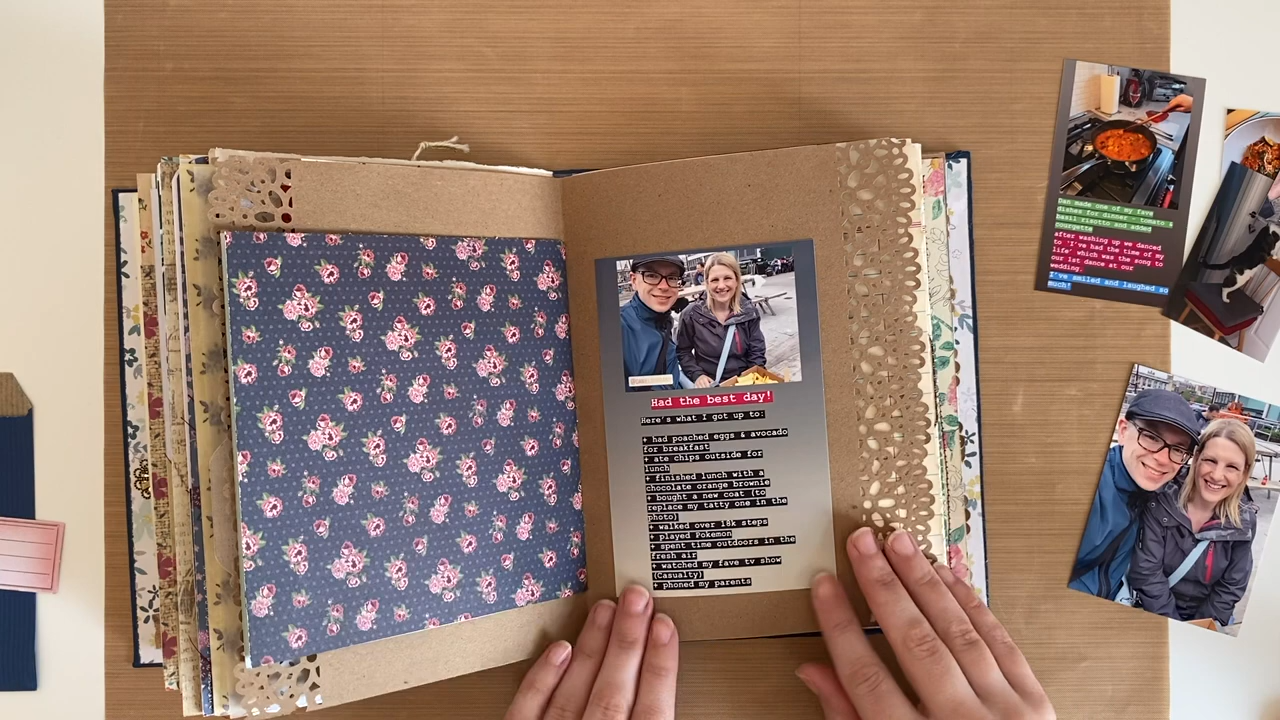 Had the best day!
Here's what I got up to:
+ had poached eggs & avocado
for breakfast
+ ate chips outside for
lunch
+ finished lunch with a
chocolate orange brownie
+ bought a new coat (to
replace my tatty one in the
photo)
+ walked over 18k steps
+ played Pokemon
+ spent time outdoors in the
fresh air
+ watched my fave tv show
(Casualty)
+ phoned my parents
Dan made one of my fave
dishes for dinner - tomato &
basil risotto and added
courgette
after washing up we danced
to 'I've had the time of my
life' which was the song to
our 1st dance at our
wedding.
I've smiled and laughed so
much!